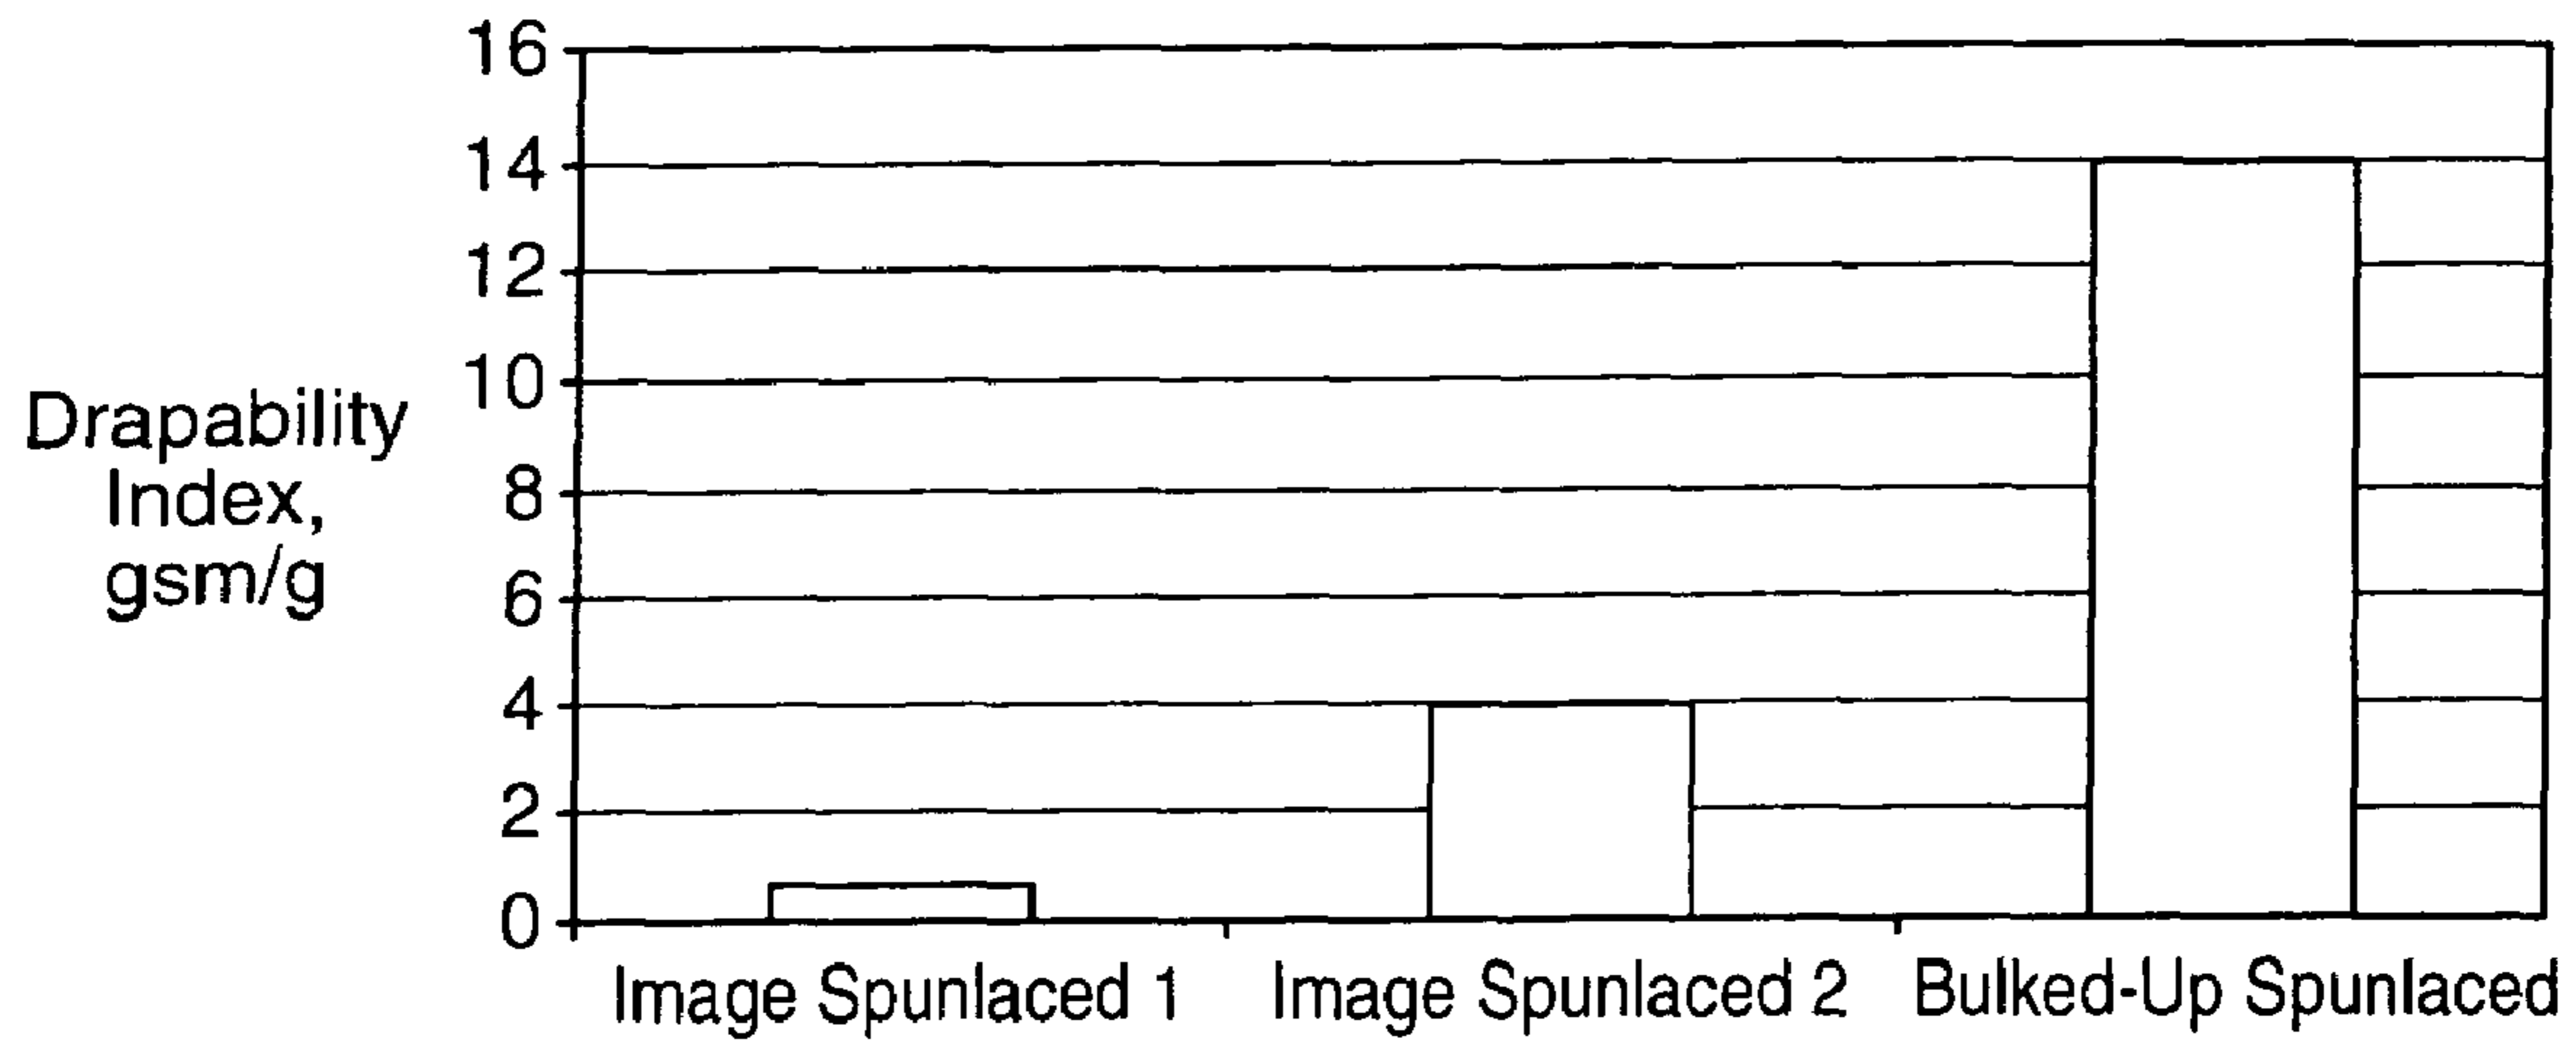 16
14
12
10
8
6
4
2
0
Drapability
Index,
gsm/g
Image Spunlaced 1
Image Spunlaced 2
Bulked-Up Spunlaced